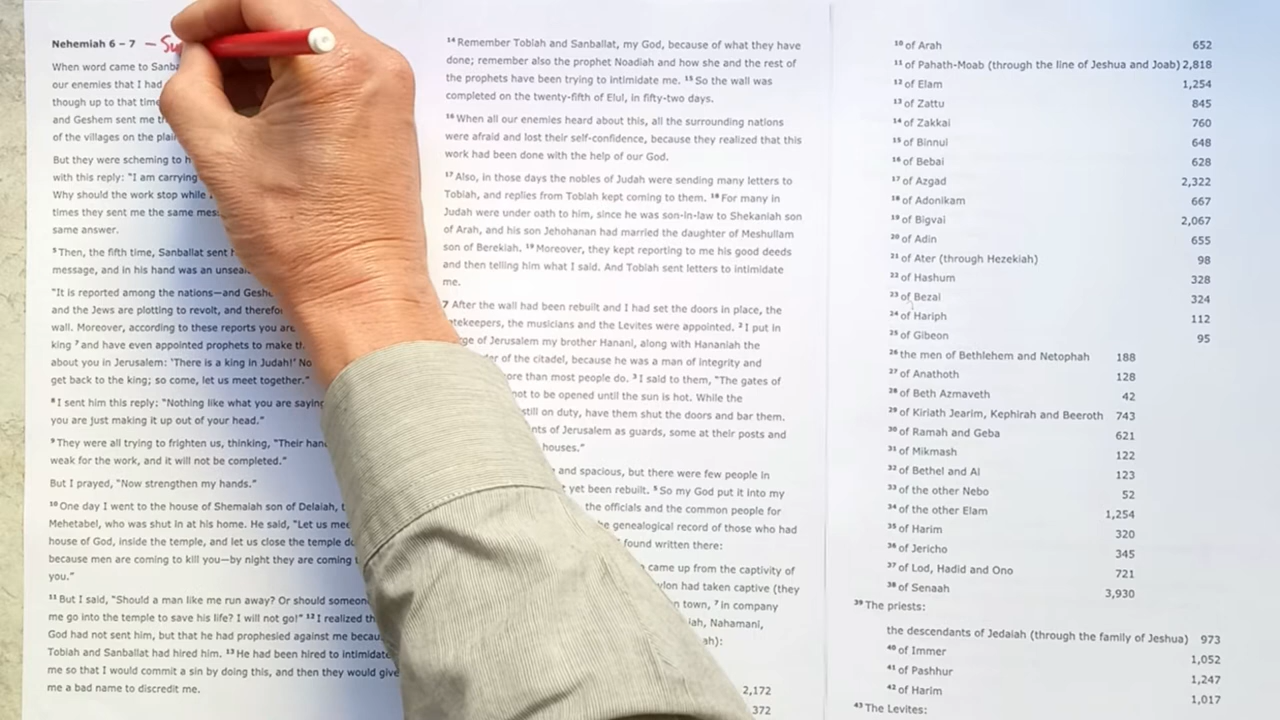 Nehemiah 6 – 7 — Su
When word came to Sanba
our enemies that I had
though up to that time
and Geshem sent me
of the villages on the plain
But they were scheming to h
with this reply: "I am carrying
Why should the work stop while
times they sent me the same mes
same answer.
5 Then, the fifth time, Sanballat sent
message, and in his hand was an unsea
"It is reported among the nations—and Gesh
and the Jews are plotting to revolt, and therefo
wall. Moreover, according to these reports you are
king 7 and have even appointed prophets to make
about you in Jerusalem: 'There is a king in Judah!' No
get back to the king; so come, let us meet together."
8 I sent him this reply: "Nothing like what you are saying
you are just making it up out of your head."
9 They were all trying to frighten us, thinking, "Their han
weak for the work, and it will not be completed."
But I prayed, "Now strengthen my hands."
10 One day I went to the house of Shemaiah son of Delaiah, t
Mehetabel, who was shut in at his home. He said, "Let us mee
house of God, inside the temple, and let us close the temple do
because men are coming to kill you—by night they are coming t
you."
11 But I said, "Should a man like me run away? Or should someon
me go into the temple to save his life? I will not go!" 12 I realized th
God had not sent him, but that he had prophesied against me becau
Tobiah and Sanballat had hired him. 13 He had been hired to intimidate
me so that I would commit a sin by doing this, and then they would give
me a bad name to discredit me.
14 Remember Tobiah and Sanballat, my God, because of what they have
done; remember also the prophet Noadiah and how she and the rest of
the prophets have been trying to intimidate me. 15 So the wall was
completed on the twenty-fifth of Elul, in fifty-two days.
16 When all our enemies heard about this, all the surrounding nations
were afraid and lost their self-confidence, because they realized that this
work had been done with the help of our God.
17 Also, in those days the nobles of Judah were sending many letters to
Tobiah, and replies from Tobiah kept coming to them. 18 For many in
Judah were under oath to him, since he was son-in-law to Shekaniah son
of Arah, and his son Jehohanan had married the daughter of Meshullam
son of Berekiah. 19 Moreover, they kept reporting to me his good deeds
and then telling him what I said. And Tobiah sent letters to intimidate
me.
7 After the wall had been rebuilt and I had set the doors in place, the
tekeepers, the musicians and the Levites were appointed. 2 I put in
ge of Jerusalem my brother Hanani, along with Hananiah the
er of the citadel, because he was a man of integrity and
ore than most people do. 3 I said to them, "The gates of
not to be opened until the sun is hot. While the
still on duty, have them shut the doors and bar them.
nts of Jerusalem as guards, some at their posts and
houses."
and spacious, but there were few people in
yet been rebuilt. 5 So my God put it into my
the officials and the common people for
he genealogical record of those who had
found written there:
came up from the captivity of
ylon had taken captive (they
n town, 7 in company
iah, Nahamani,
ah):
2,172
372
10 of Arah 652
11 of Pahath-Moab (through the line of Jeshua and Joab) 2,818
12 of Elam 1,254
13 of Zattu 845
14 of Zakkai 760
15 of Binnui 648
16 of Bebai 628
17 of Azgad 2,322
18 of Adonikam 667
19 of Bigvai 2,067
20 of Adin 655
21 of Ater (through Hezekiah) 98
22 of Hashum 328
23 of Bezai 324
24 of Hariph 112
25 of Gibeon 95
26 the men of Bethlehem and Netophah 188
27 of Anathoth 128
28 of Beth Azmaveth 42
29 of Kiriath Jearim, Kephirah and Beeroth 743
30 of Ramah and Geba 621
31 of Mikmash 122
32 of Bethel and Ai 123
33 of the other Nebo 52
34 of the other Elam 1,254
35 of Harim 320
36 of Jericho 345
37 of Lod, Hadid and Ono 721
38 of Senaah 3,930
39 The priests:
the descendants of Jedaiah (through the family of Jeshua) 973
40 of Immer 1,052
41 of Pashhur 1,247
42 of Harim 1,017
43 The Levites: